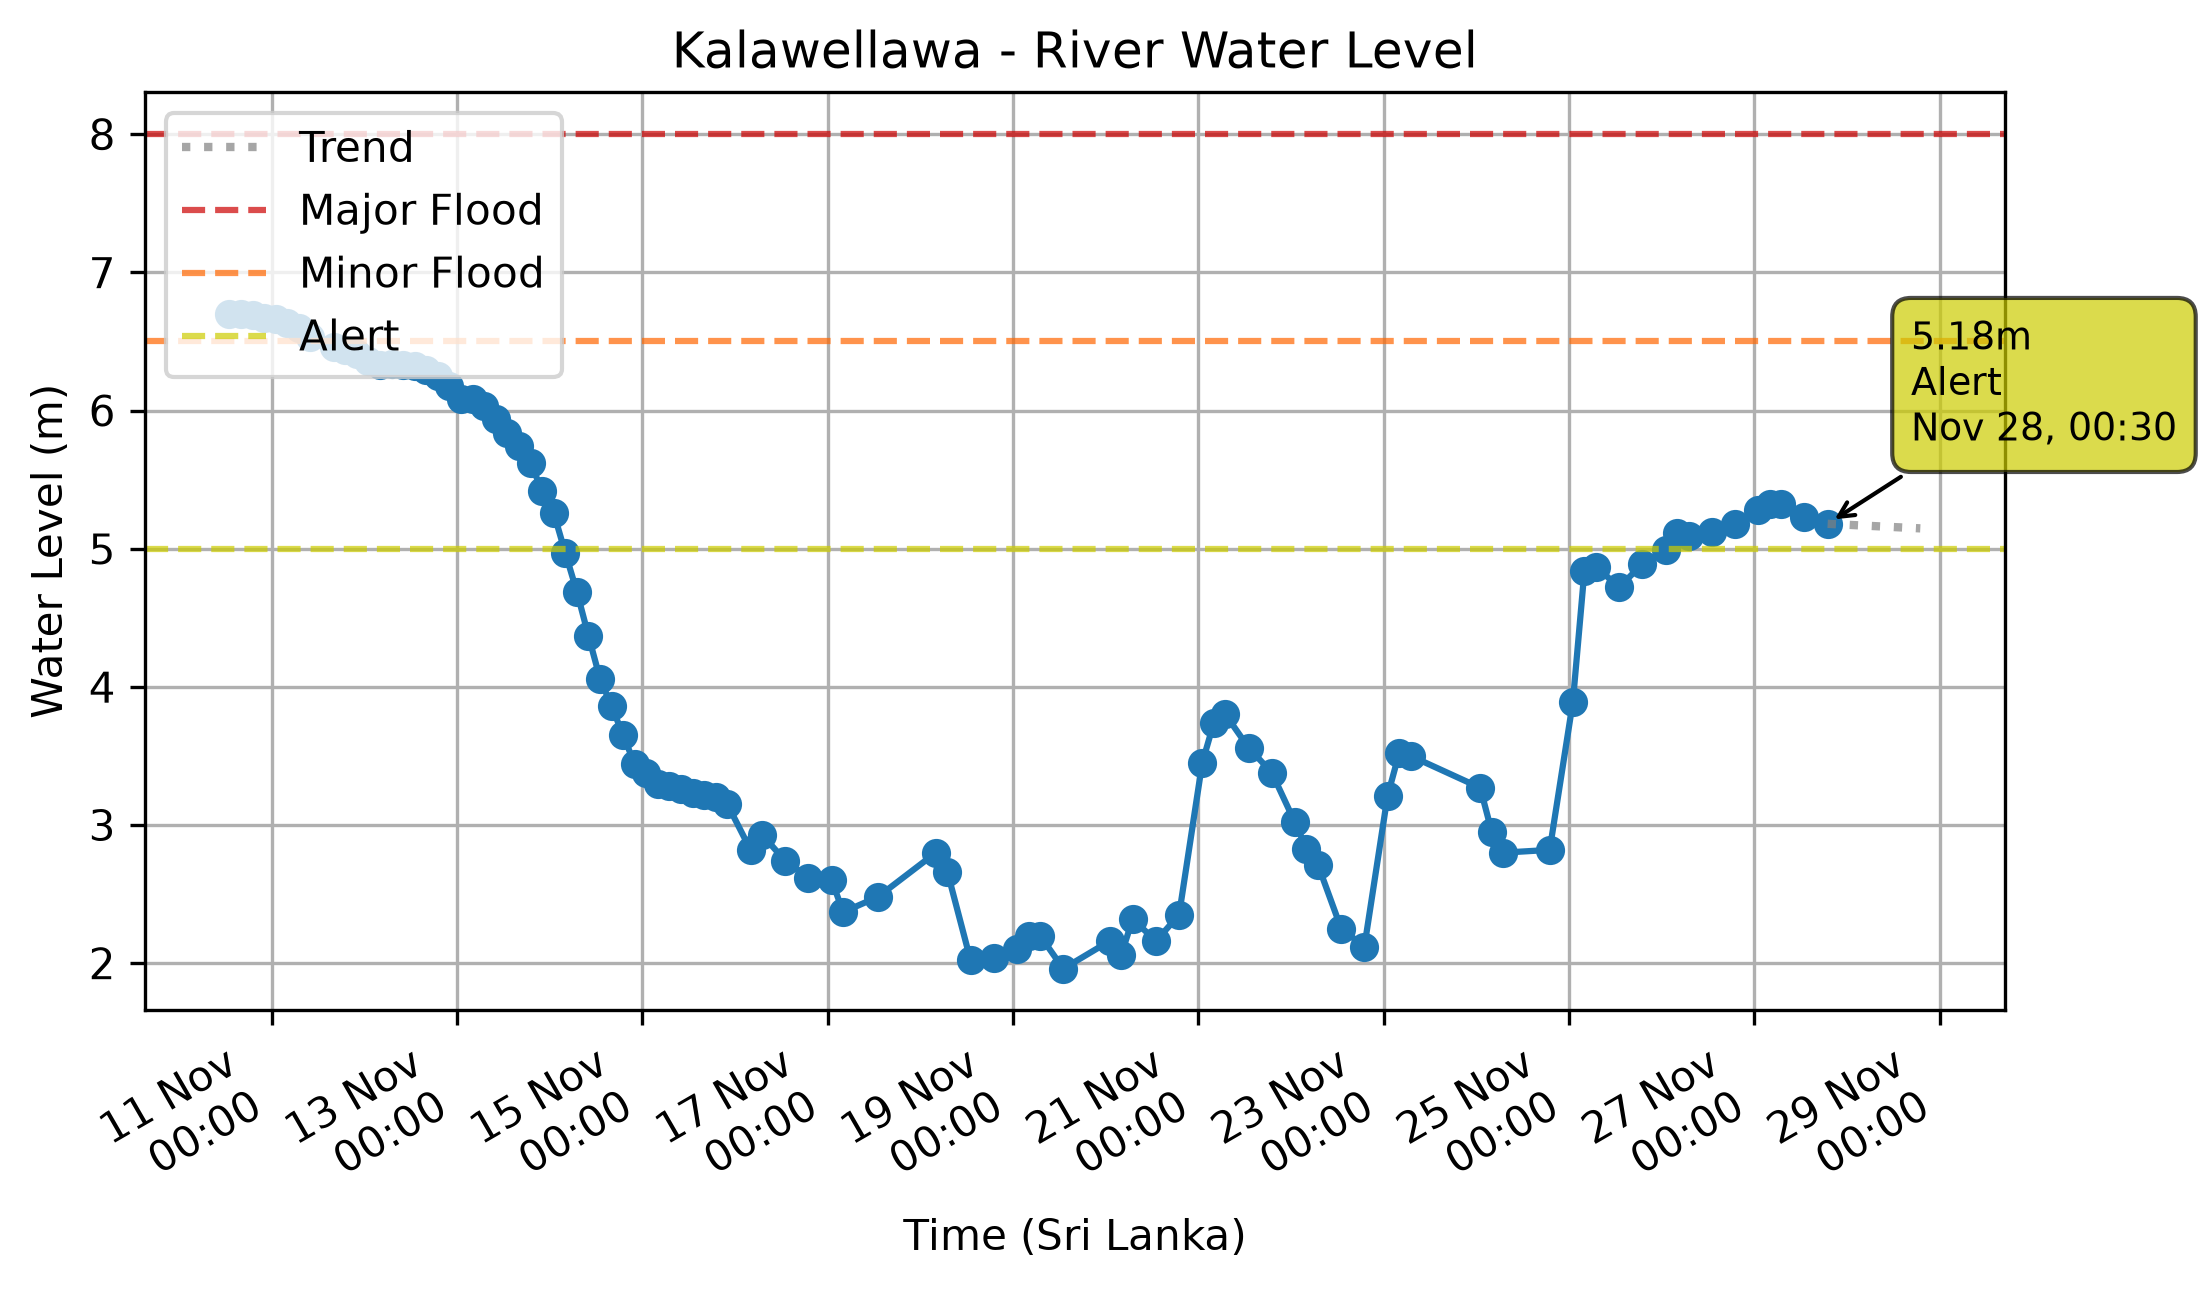 Kalawellawa - River Water Level
Water Level (m)
8
7
6
5
4
3
2
Trend
Major Flood
Minor Flood
Alert
5.18m
Alert
Nov 28, 00:30
11 Nov
00:00
13 Nov
00:00
15 Nov
00:00
17 Nov
00:00
19 Nov
00:00
21 Nov
00:00
23 Nov
00:00
25 Nov
00:00
27 Nov
00:00
29 Nov
00:00
Time (Sri Lanka)